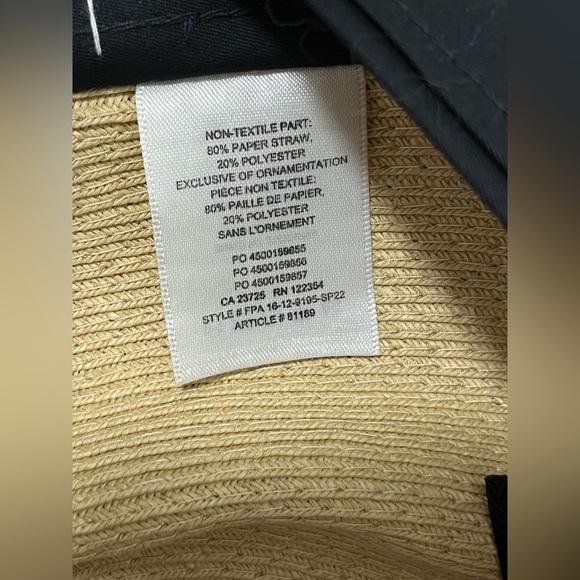 NON-TEXTILE PART:
80% PAPER STRAW,
20% POLYESTER
EXCLUSIVE OF ORNAMENTATION
PIÈCE NON TEXTILE:
80% PAILLE DE PAPIER,
20% POLYESTER
SANS L'ORNEMENT
PO 4500159855
PO 4500159856
PO 4500159857
CA 23725 RN 122354
STYLE # FPA 16-12-9195-SP22
ARTICLE # 81189